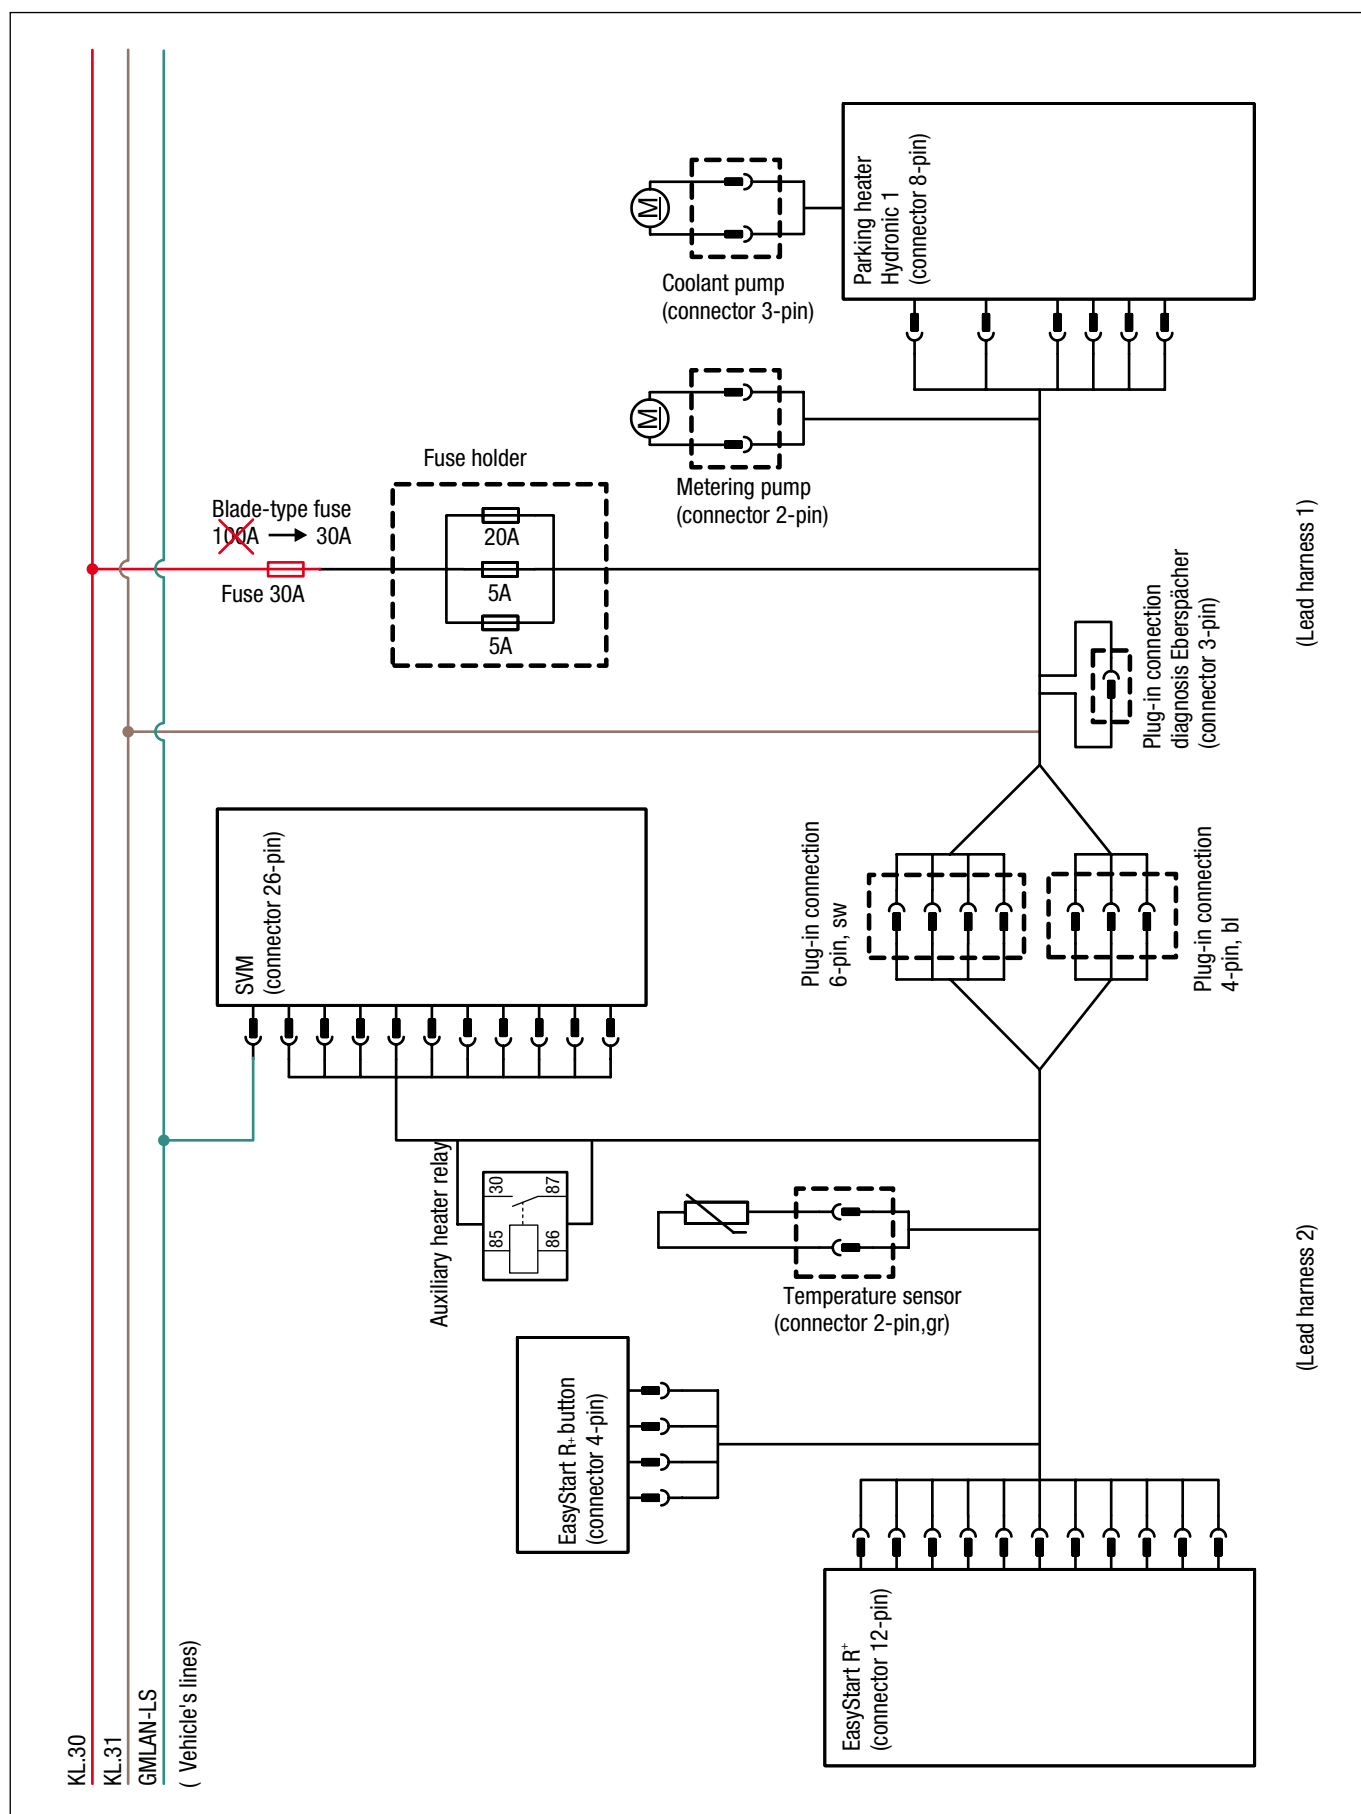 Parking heater
Hydronic 1
(connector 8-pin)
M
Coolant pump
(connector 3-pin)
M
Metering pump
(connector 2-pin)
Fuse holder
20A
5A
5A
Blade-type fuse
100A → 30A
Fuse 30A
(Lead harness 1)
Plug-in connection
diagnosis Eberspächer
(connector 3-pin)
SVM
(connector 26-pin)
Plug-in connection
6-pin, sw
Plug-in connection
4-pin, bl
Auxiliary heater relay
30
87
85
86
Temperature sensor
(connector 2-pin,gr)
(Lead harness 2)
EasyStart R+ button
(connector 4-pin)
EasyStart R+
(connector 12-pin)
KL.30
KL.31
GMLAN-LS
( Vehicle's lines)